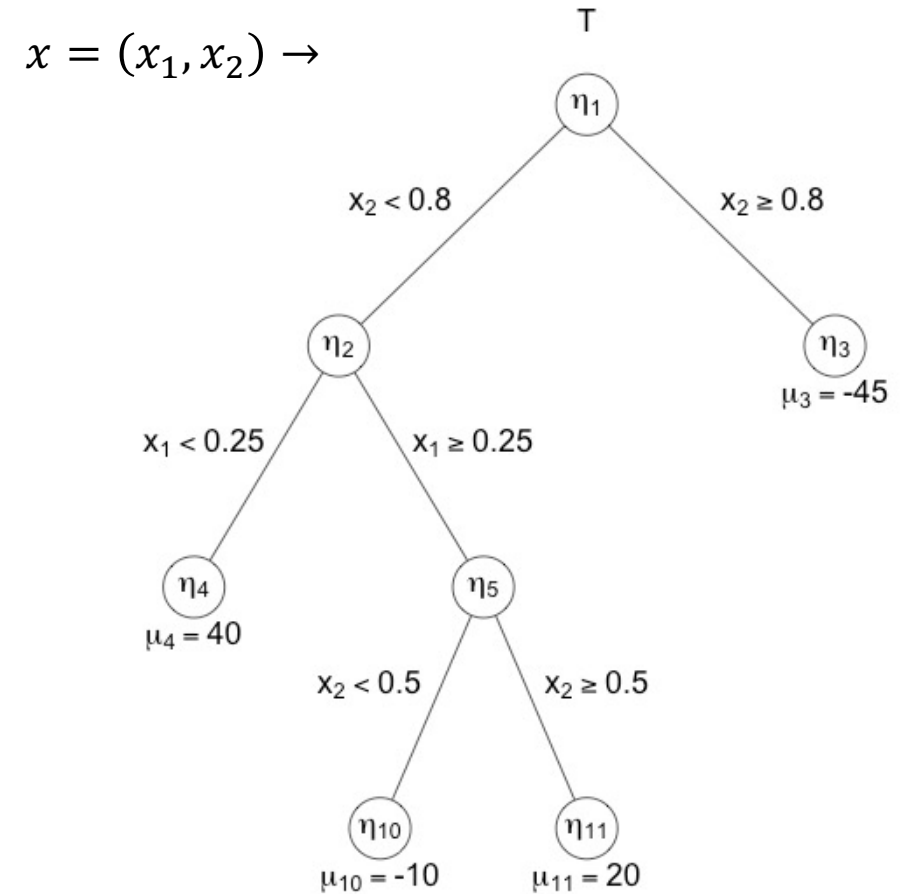 T
x = (x₁, x₂) →
η₁
x₂ < 0.8
x₂ ≥ 0.8
η₂
η₃
μ₃ = -45
x₁ < 0.25
x₁ ≥ 0.25
η₄
η₅
μ₄ = 40
x₂ < 0.5
x₂ ≥ 0.5
η₁₀
η₁₁
μ₁₀ = -10
μ₁₁ = 20